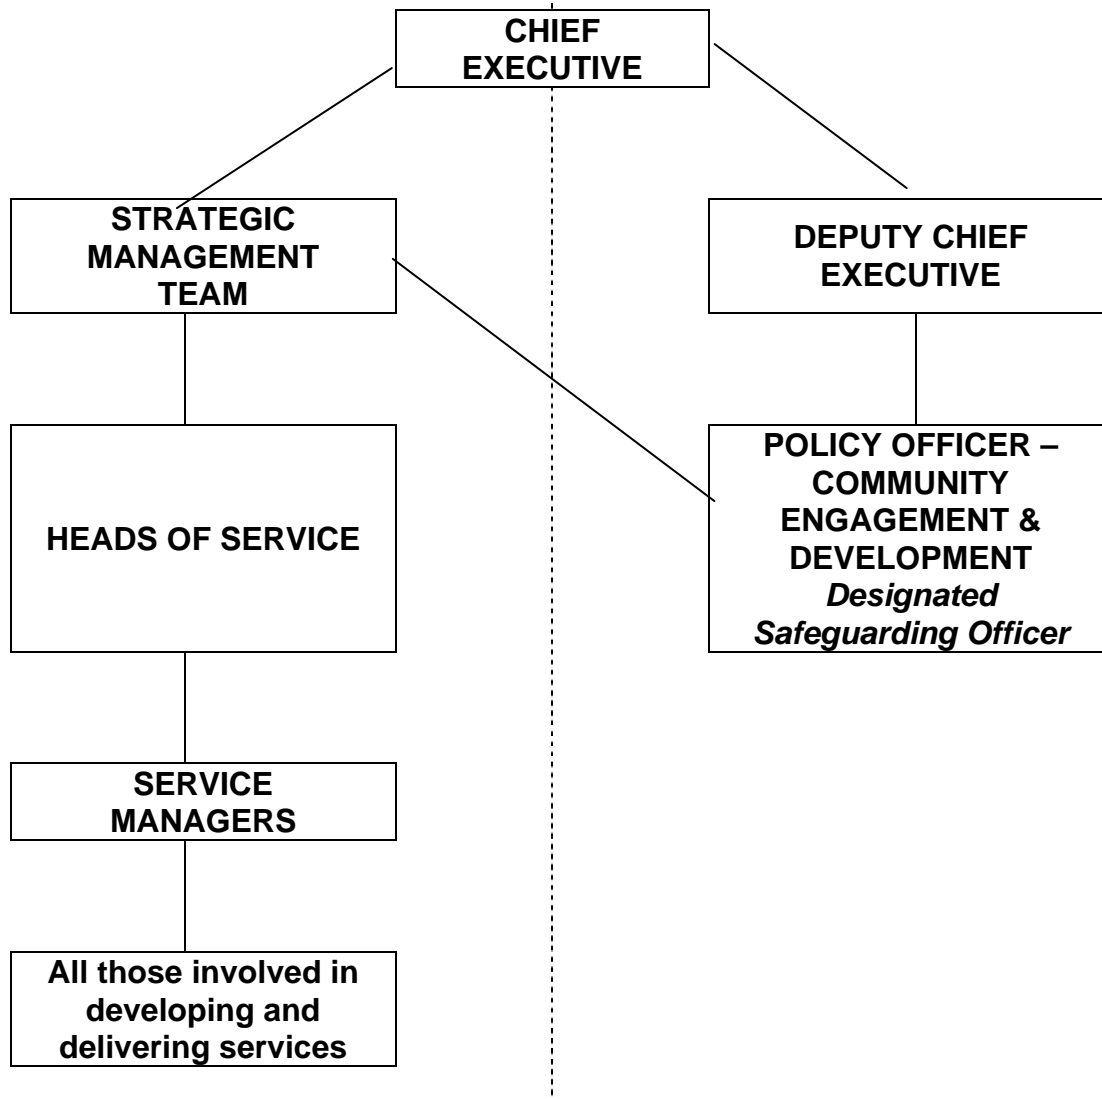 CHIEF
EXECUTIVE
STRATEGIC
MANAGEMENT
TEAM
DEPUTY CHIEF
EXECUTIVE
HEADS OF SERVICE
POLICY OFFICER –
COMMUNITY
ENGAGEMENT &
DEVELOPMENT
Designated
Safeguarding Officer
SERVICE
MANAGERS
All those involved in
developing and
delivering services